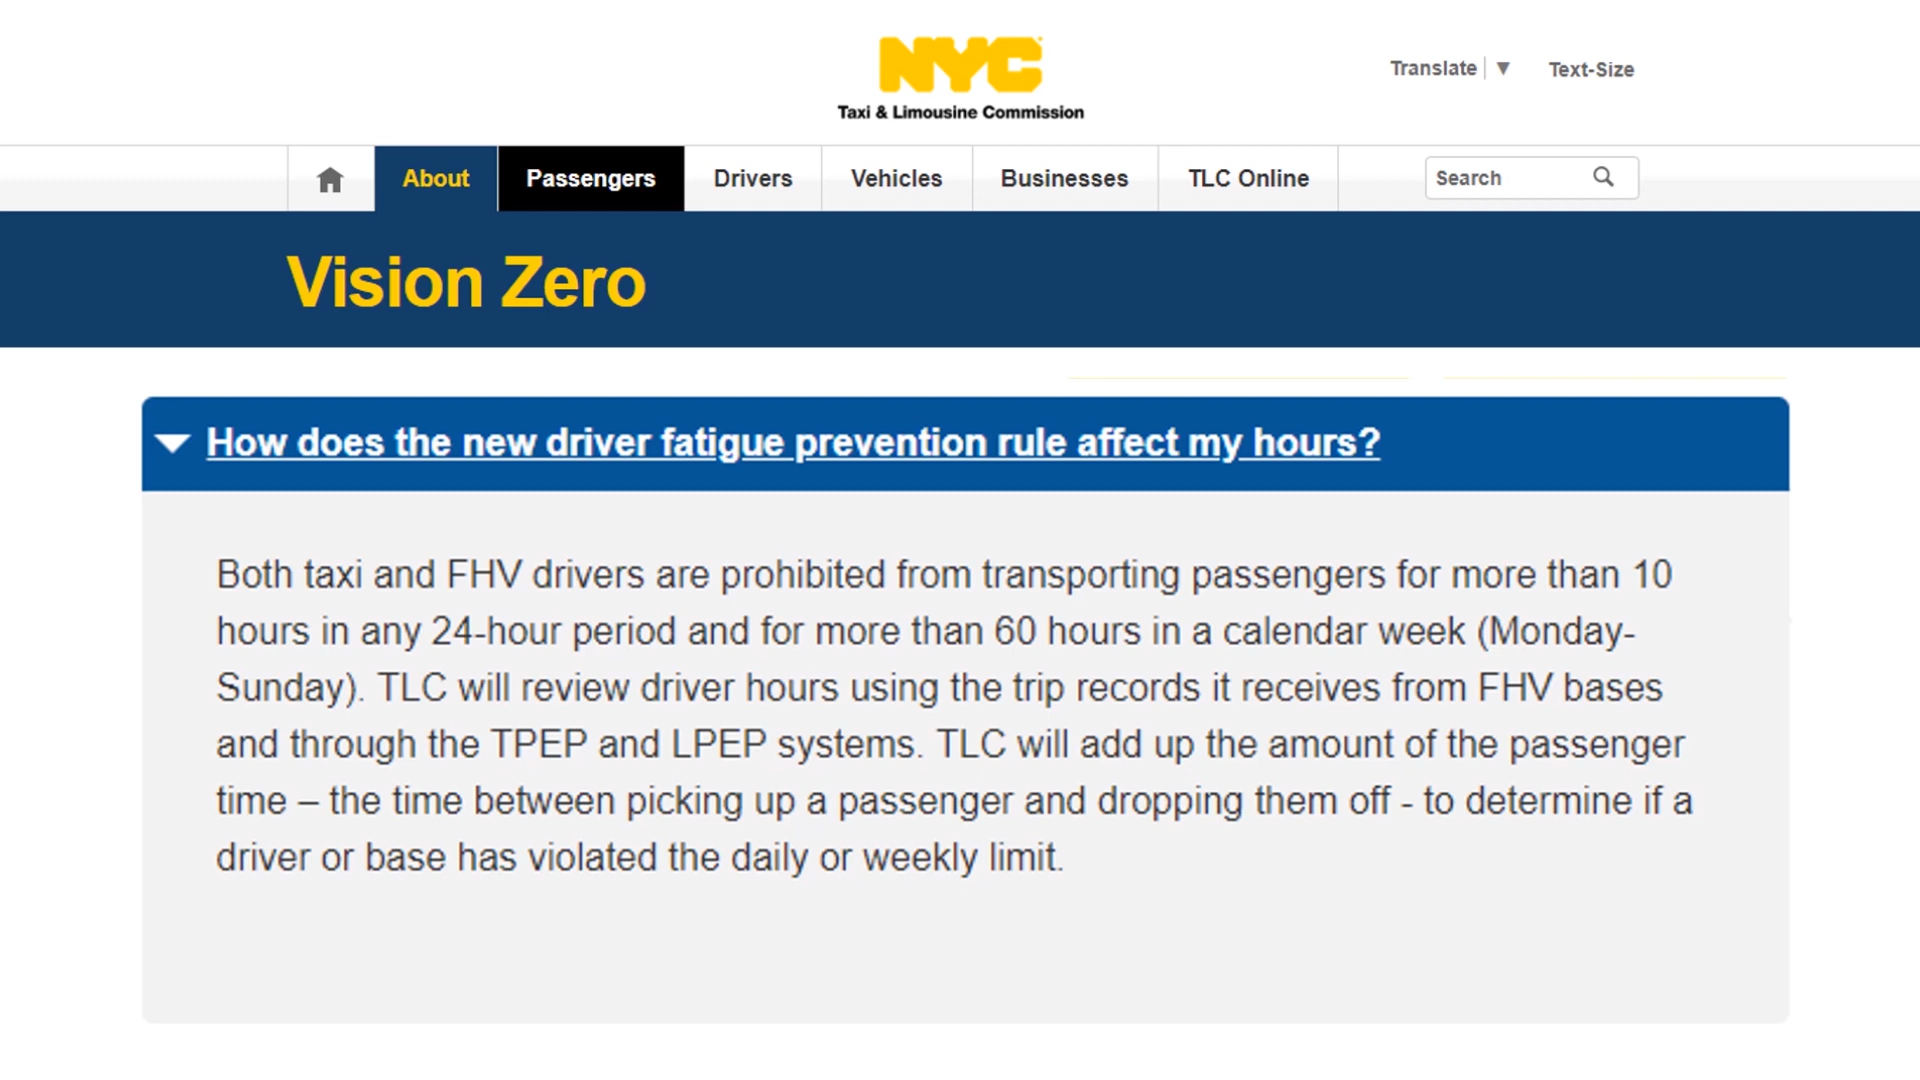 NYC
Taxi & Limousine Commission
Translate ▼ Text-Size
About Passengers Drivers Vehicles Businesses TLC Online Search
Vision Zero
How does the new driver fatigue prevention rule affect my hours?
Both taxi and FHV drivers are prohibited from transporting passengers for more than 10
hours in any 24-hour period and for more than 60 hours in a calendar week (Monday-
Sunday). TLC will review driver hours using the trip records it receives from FHV bases
and through the TPEP and LPEP systems. TLC will add up the amount of the passenger
time – the time between picking up a passenger and dropping them off - to determine if a
driver or base has violated the daily or weekly limit.